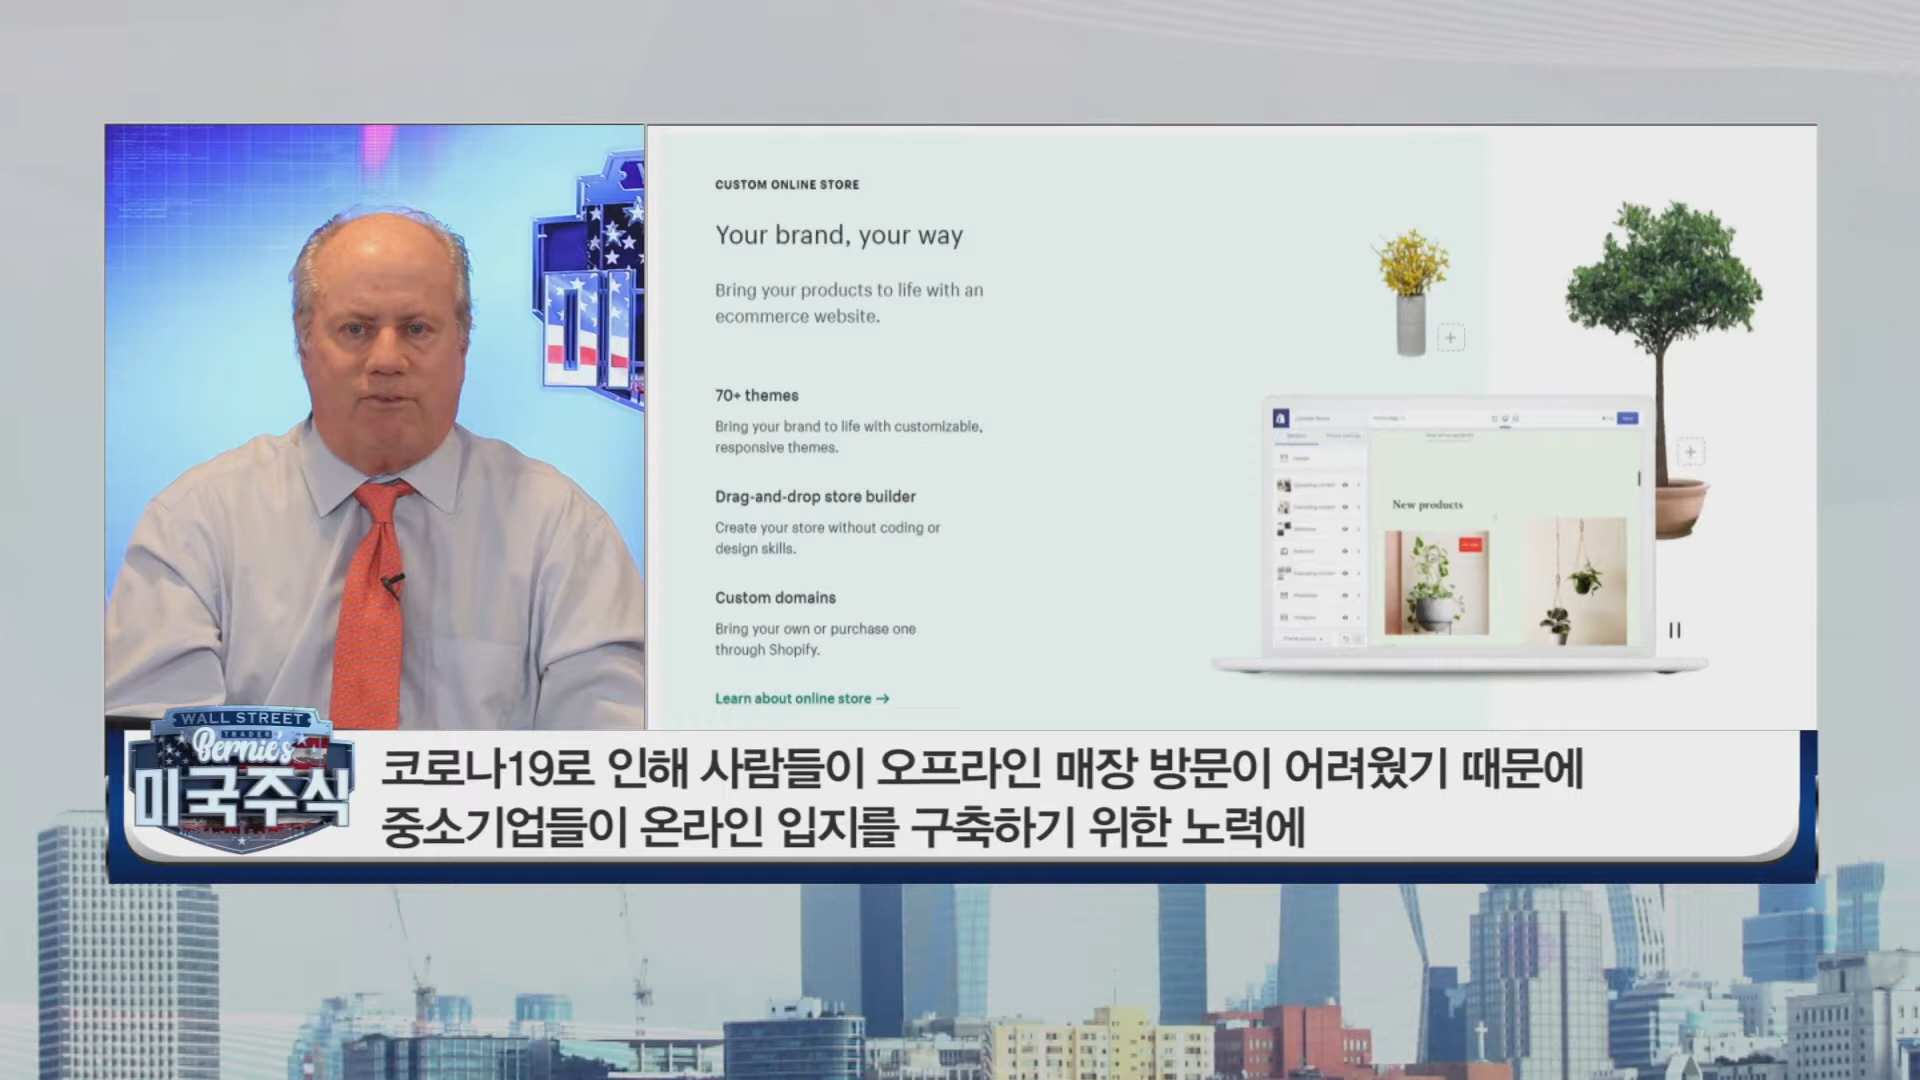 CUSTOM ONLINE STORE
Your brand, your way
Bring your products to life with an
ecommerce website.
70+ themes
Bring your brand to life with customizable,
responsive themes.
Drag-and-drop store builder
Create your store without coding or
design skills.
Custom domains
Bring your own or purchase one
through Shopify.
Learn about online store →
New products
WALL STREET
TRADER
Bernie's
미국주식
코로나19로 인해 사람들이 오프라인 매장 방문이 어려웠기 때문에
중소기업들이 온라인 입지를 구축하기 위한 노력에